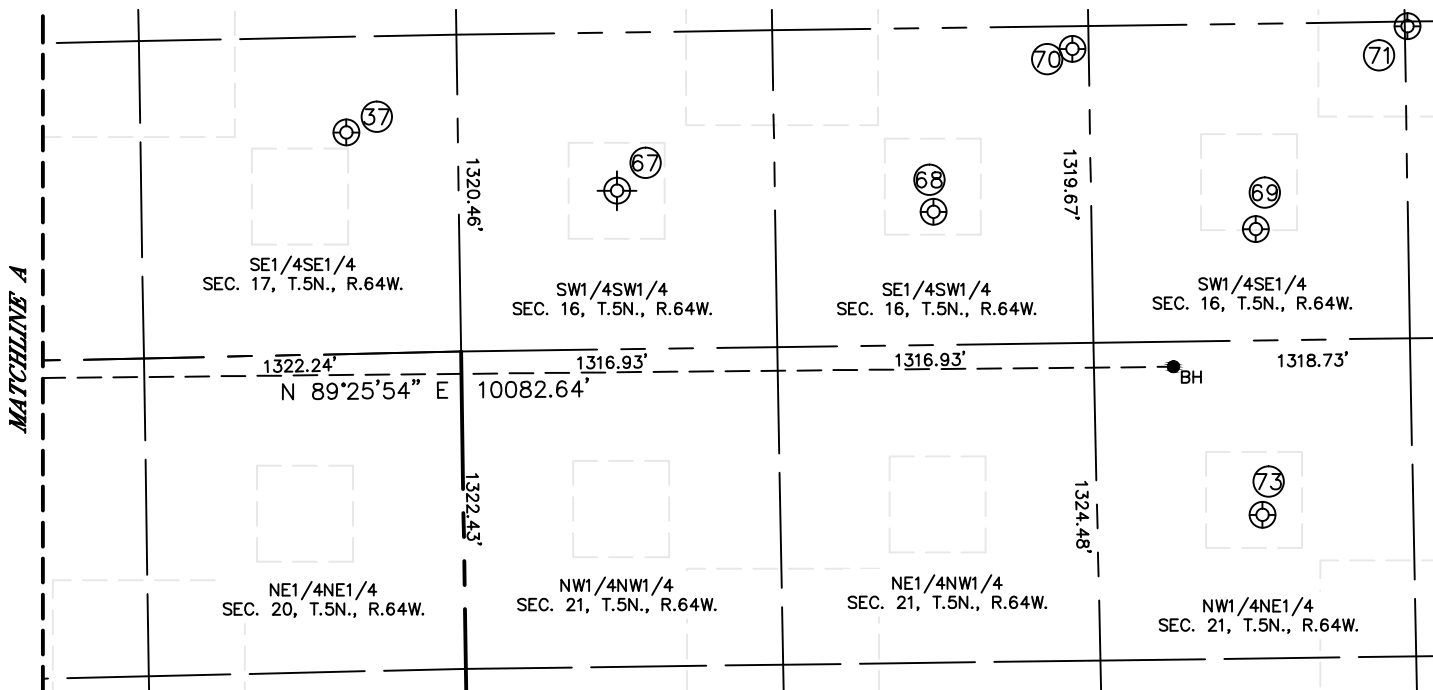 70
71
37
67
68
69
1320.46'
1319.67'
MATCHLINE A
SE1/4SE1/4
SEC. 17, T.5N., R.64W.
SW1/4SW1/4
SEC. 16, T.5N., R.64W.
SE1/4SW1/4
SEC. 16, T.5N., R.64W.
SW1/4SE1/4
SEC. 16, T.5N., R.64W.
1322.24'
1316.93'
1316.93'
1318.73'
N 89°25'54" E 10082.64'
BH
1322.43'
1324.48'
73
NE1/4NE1/4
SEC. 20, T.5N., R.64W.
NW1/4NW1/4
SEC. 21, T.5N., R.64W.
NE1/4NW1/4
SEC. 21, T.5N., R.64W.
NW1/4NE1/4
SEC. 21, T.5N., R.64W.